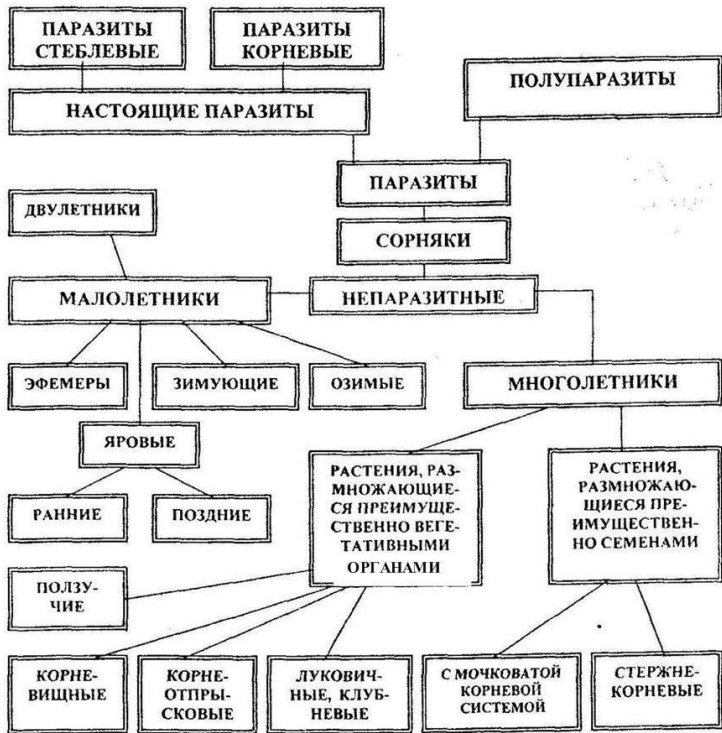 ПАРАЗИТЫ
СТЕБЛЕВЫЕ
ПАРАЗИТЫ
КОРНЕВЫЕ
НАСТОЯЩИЕ ПАРАЗИТЫ
ПОЛУПАРАЗИТЫ
ПАРАЗИТЫ
ДВУЛЕТНИКИ
СОРНЯКИ
МАЛОЛЕТНИКИ
НЕПАРАЗИТНЫЕ
ЭФЕМЕРЫ
ЗИМУЮЩИЕ
ОЗИМЫЕ
МНОГОЛЕТНИКИ
ЯРОВЫЕ
РАННИЕ
ПОЗДНИЕ
РАСТЕНИЯ, РАЗ-
МНОЖАЮЩИЕ-
СЯ ПРЕИМУЩЕ-
СТВЕННО ВЕГЕ-
ТАТИВНЫМИ
ОРГАНАМИ
РАСТЕНИЯ,
РАЗМНОЖАЮ-
ЩИЕСЯ ПРЕ-
ИМУЩЕСТВЕН-
НО СЕМЕНАМИ
ПОЛЗУ-
ЧИЕ
КОРНЕ-
ВИЩНЫЕ
КОРНЕ-
ОТПРЫ-
СКОВЫЕ
ЛУКОВИЧ-
НЫЕ, КЛУБ-
НЕВЫЕ
С МОЧКОВАТОЙ
КОРНЕВОЙ
СИСТЕМОЙ
СТЕРЖНЕ-
КОРНЕВЫЕ